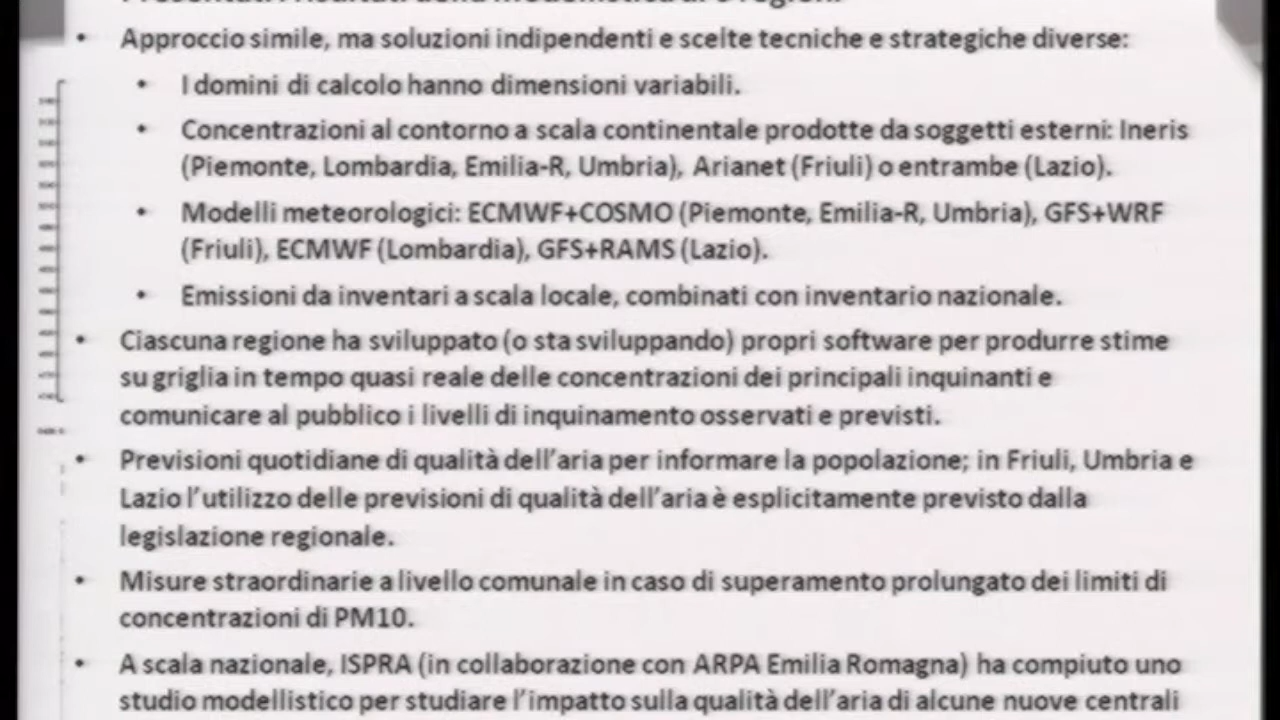 • Approccio simile, ma soluzioni indipendenti e scelte tecniche e strategiche diverse:
• I domini di calcolo hanno dimensioni variabili.
• Concentrazioni al contorno a scala continentale prodotte da soggetti esterni: Ineris
(Piemonte, Lombardia, Emilia-R, Umbria), Arianet (Friuli) o entrambe (Lazio).
• Modelli meteorologici: ECMWF+COSMO (Piemonte, Emilia-R, Umbria), GFS+WRF
(Friuli), ECMWF (Lombardia), GFS+RAMS (Lazio).
• Emissioni da inventari a scala locale, combinati con inventario nazionale.
• Ciascuna regione ha sviluppato (o sta sviluppando) propri software per produrre stime
su griglia in tempo quasi reale delle concentrazioni dei principali inquinanti e
comunicare al pubblico i livelli di inquinamento osservati e previsti.
• Previsioni quotidiane di qualità dell'aria per informare la popolazione; in Friuli, Umbria e
Lazio l'utilizzo delle previsioni di qualità dell'aria è esplicitamente previsto dalla
legislazione regionale.
• Misure straordinarie a livello comunale in caso di superamento prolungato dei limiti di
concentrazioni di PM10.
• A scala nazionale, ISPRA (in collaborazione con ARPA Emilia Romagna) ha compiuto uno
studio modellistico per studiare l'impatto sulla qualità dell'aria di alcune nuove centrali